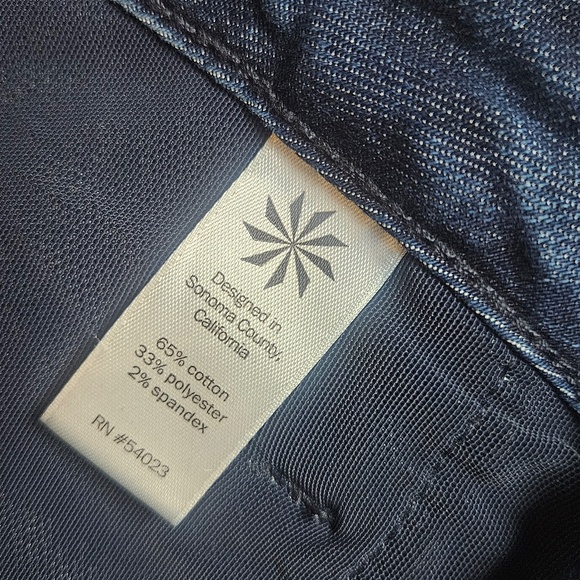 Designed in
Sonoma County,
California
65% cotton
33% polyester
2% spandex
RN #54023